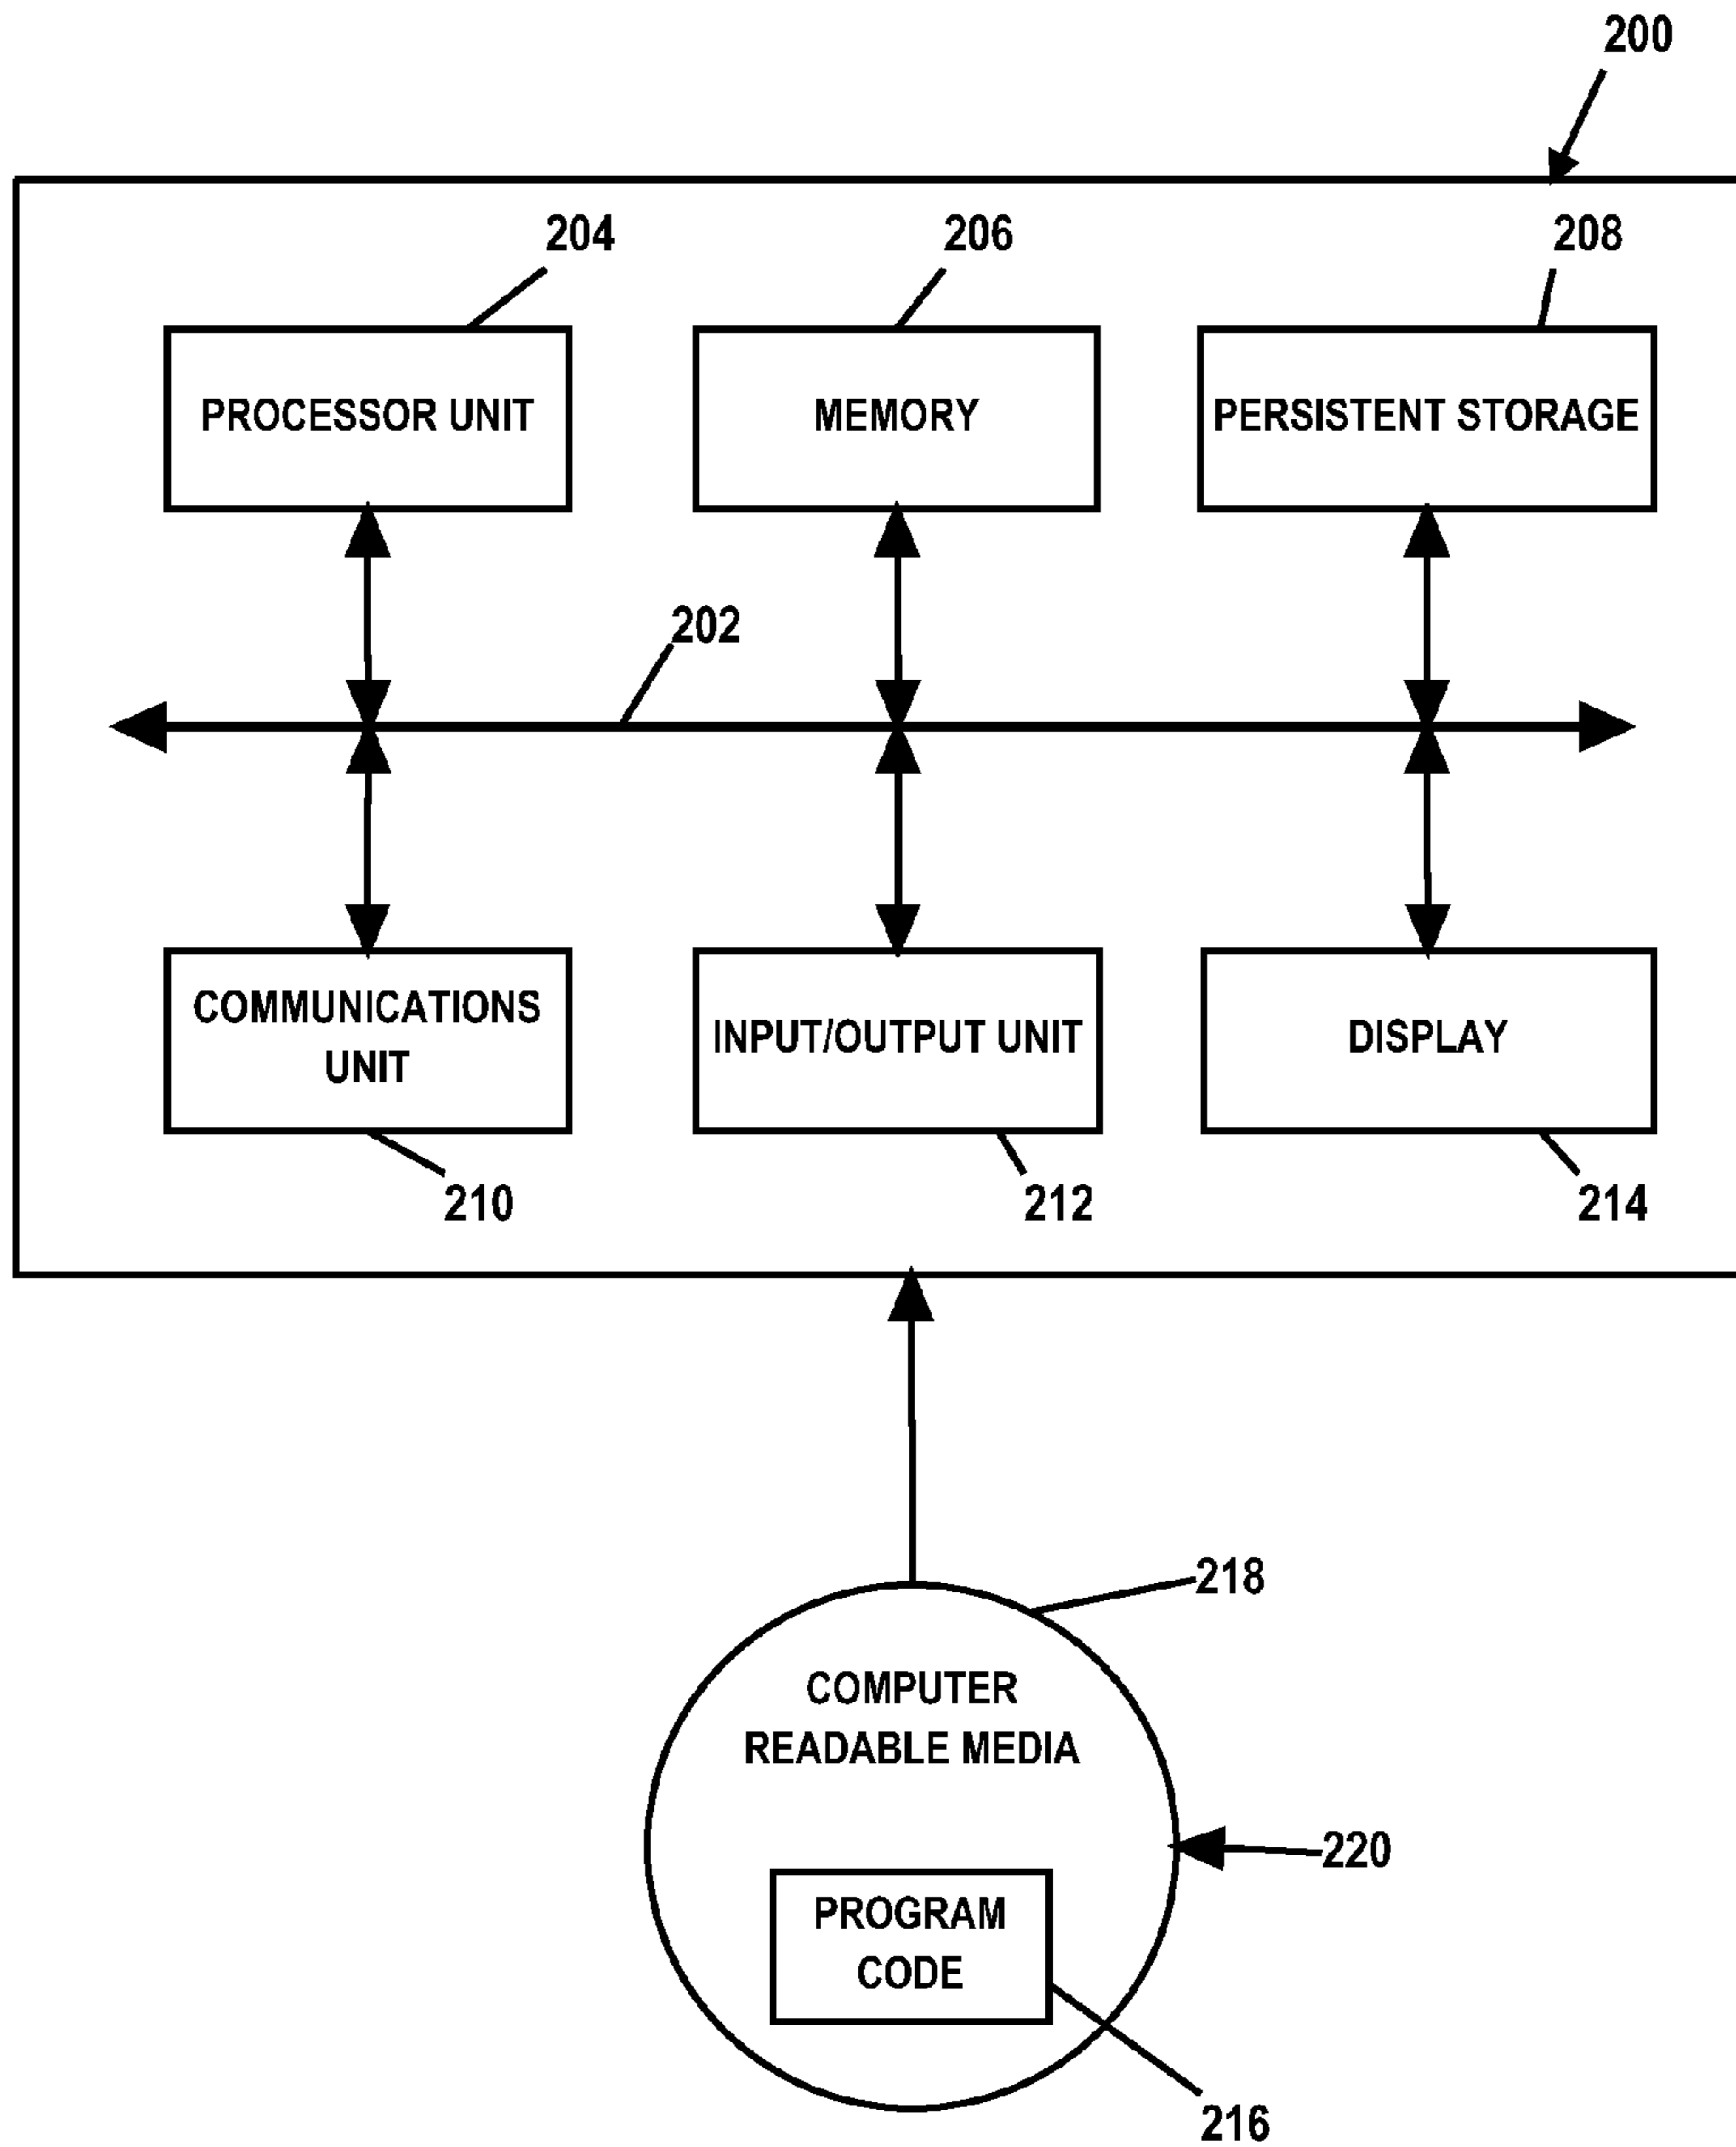 200
204
206
208
PROCESSOR UNIT
MEMORY
PERSISTENT STORAGE
202
COMMUNICATIONS
UNIT
INPUT/OUTPUT UNIT
DISPLAY
210
212
214
218
COMPUTER
READABLE MEDIA
220
PROGRAM
CODE
216